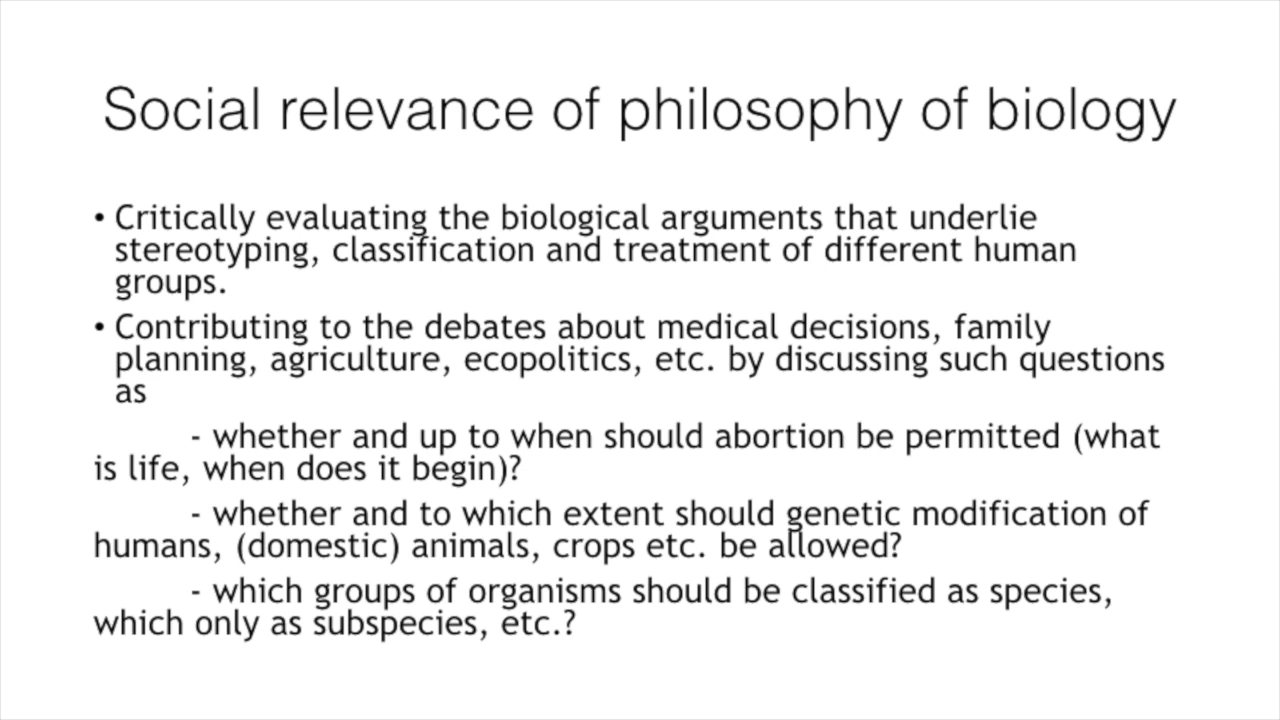 Social relevance of philosophy of biology
• Critically evaluating the biological arguments that underlie
stereotyping, classification and treatment of different human
groups.
• Contributing to the debates about medical decisions, family
planning, agriculture, ecopolitics, etc. by discussing such questions
as
- whether and up to when should abortion be permitted (what
is life, when does it begin)?
- whether and to which extent should genetic modification of
humans, (domestic) animals, crops etc. be allowed?
- which groups of organisms should be classified as species,
which only as subspecies, etc.?